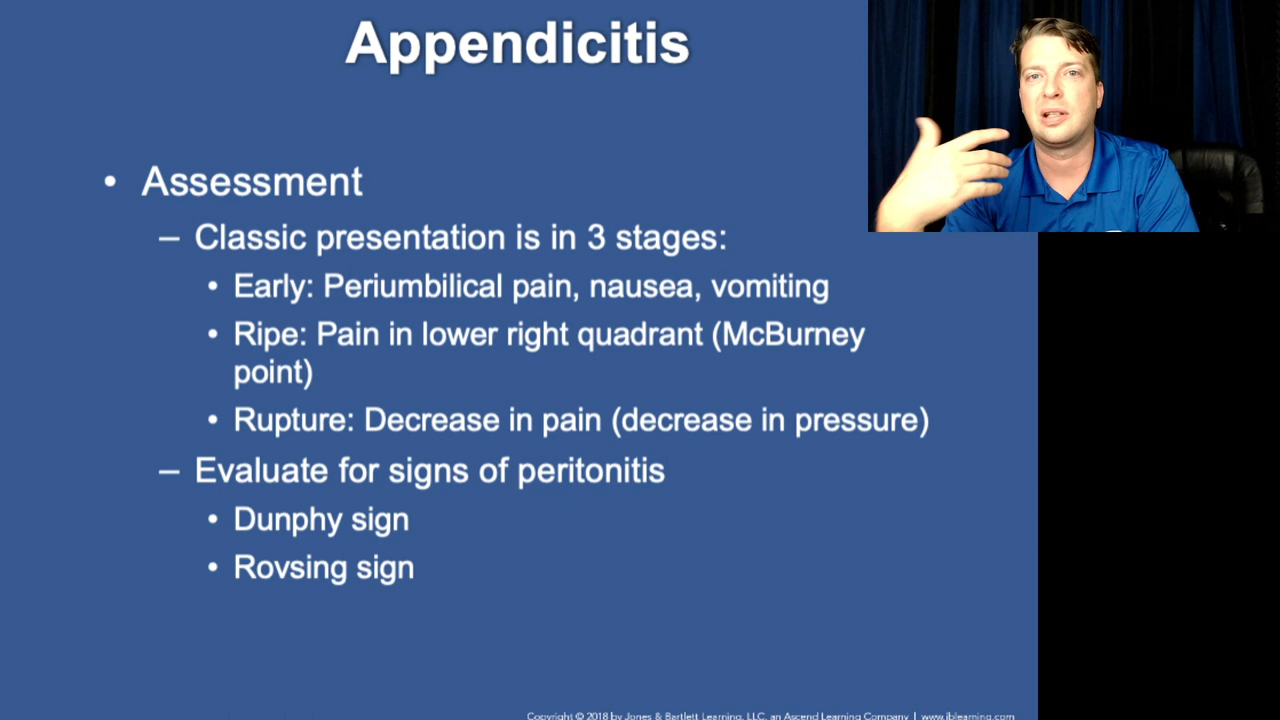 Appendicitis
• Assessment
– Classic presentation is in 3 stages:
• Early: Periumbilical pain, nausea, vomiting
• Ripe: Pain in lower right quadrant (McBurney
point)
• Rupture: Decrease in pain (decrease in pressure)
– Evaluate for signs of peritonitis
• Dunphy sign
• Rovsing sign
Copyright © 2018 by Jones & Bartlett Learning, LLC, an Ascend Learning Company | www.jblearning.com